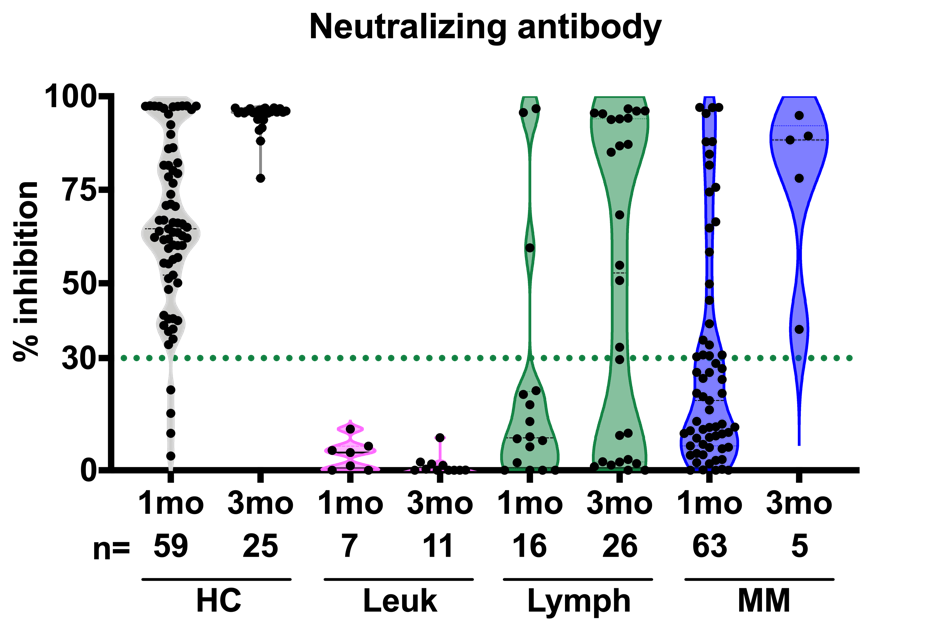 Neutralizing antibody
% inhibition
100
75
50
30
0
1mo 3mo 1mo 3mo 1mo 3mo 1mo 3mo
n= 59 25 7 11 16 26 63 5
HC Leuk Lymph MM